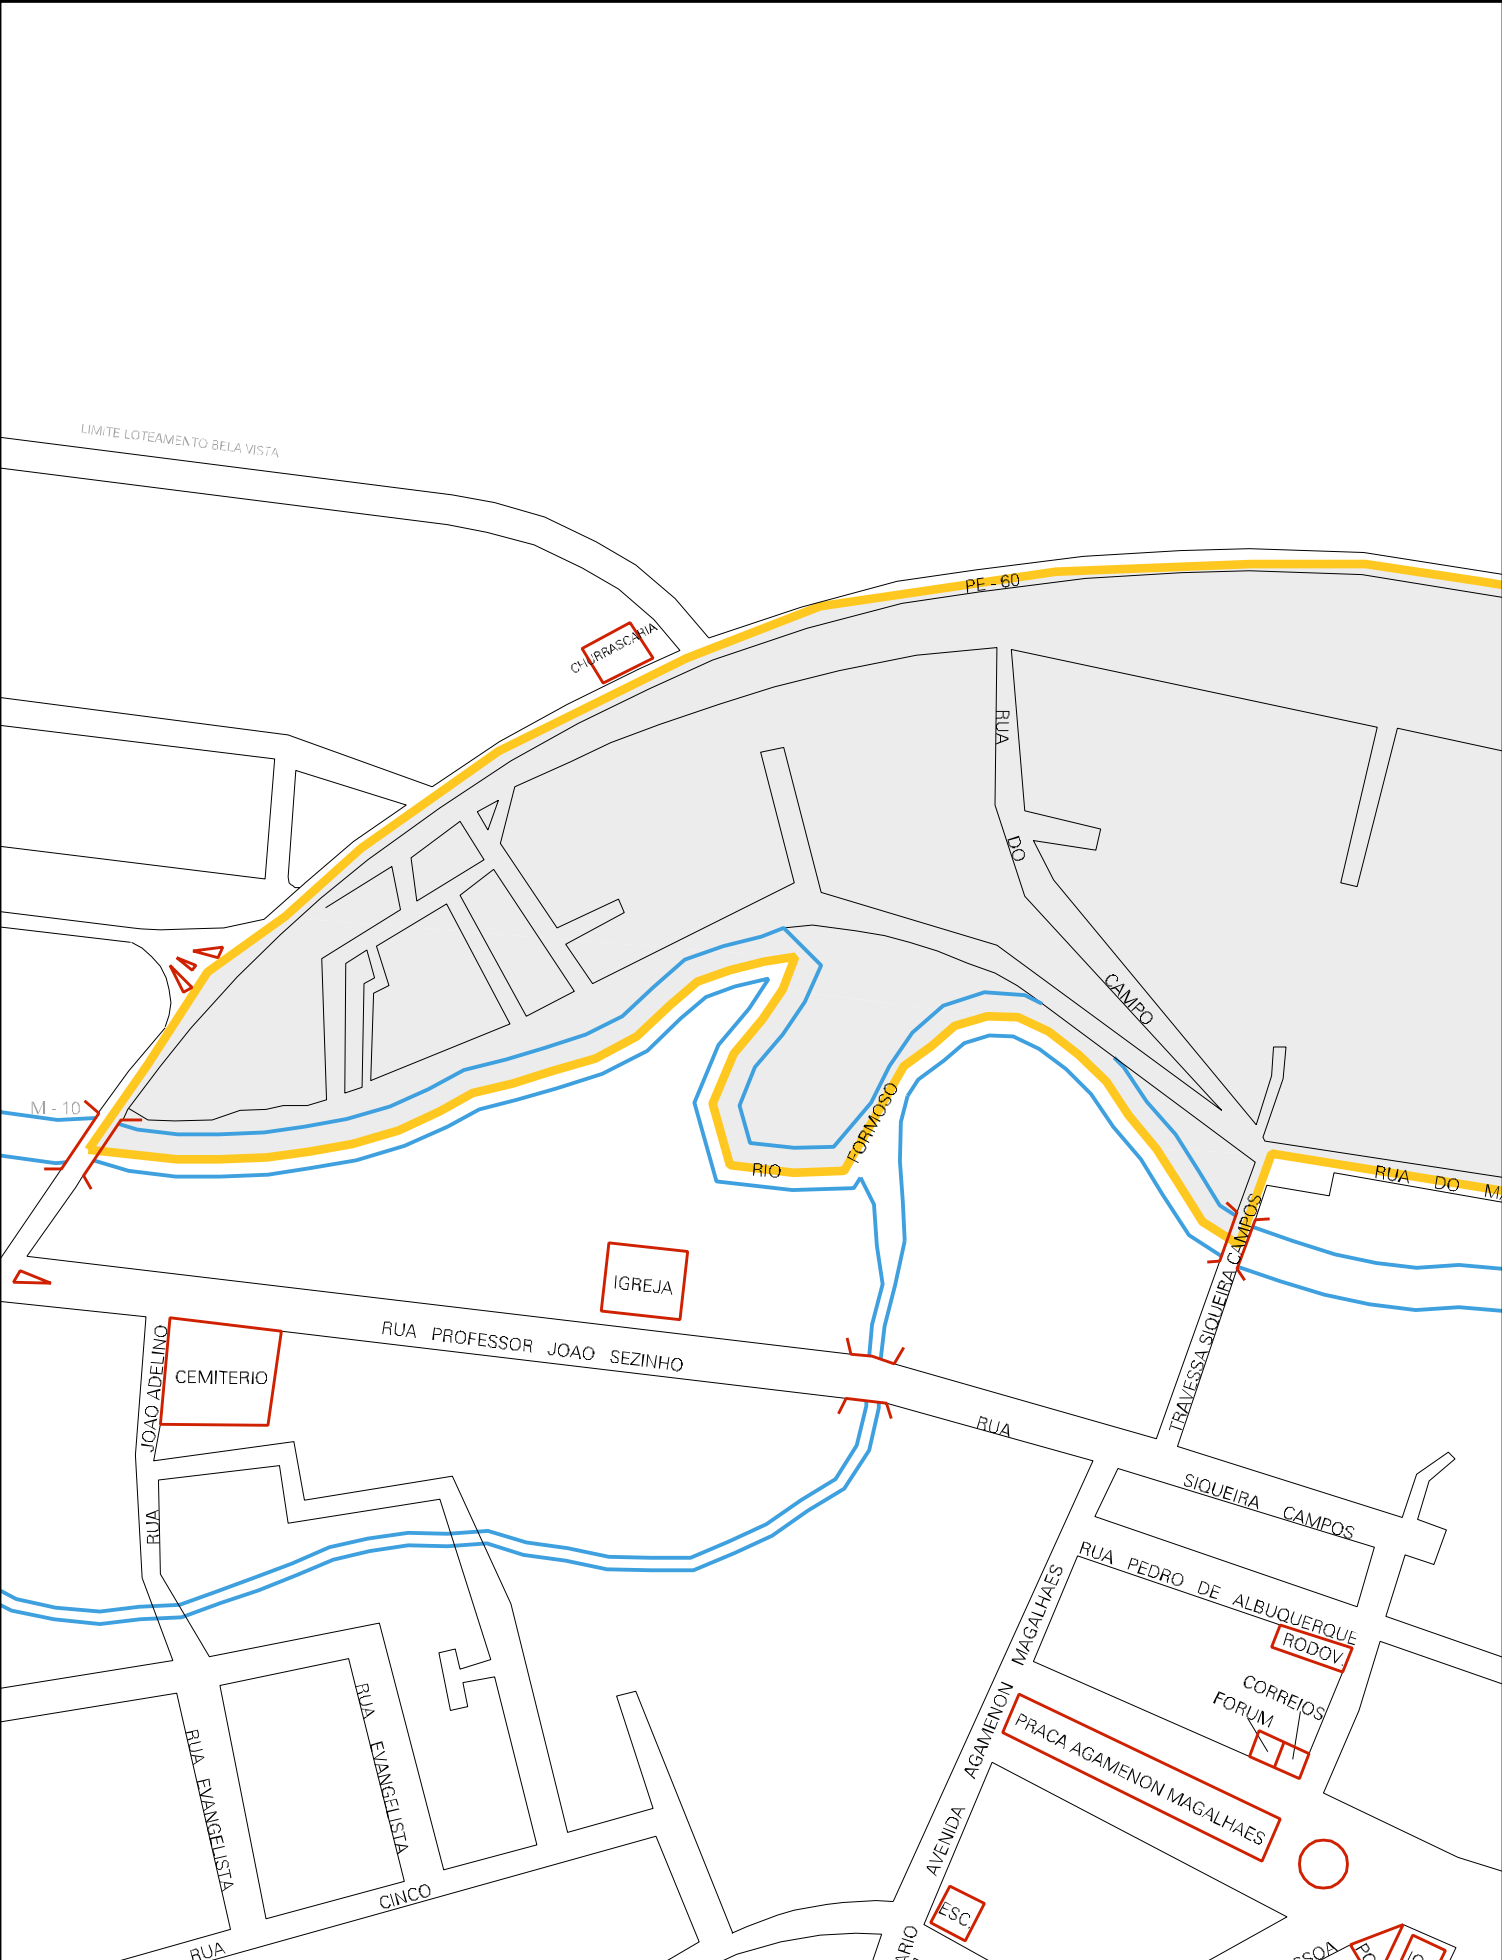 LIMITE LOTEAMENTO BELA VISTA
PE - 60
CHURRASCARIA
RUA
DO
CAMPO
M - 10
FORMOSO
RIO
RUA DO
TRAVESSA SIQUEIRA CAMPOS
IGREJA
RUA PROFESSOR JOAO SEZINHO
CEMITERIO
RUA JOAO ADELINO
RUA
SIQUEIRA CAMPOS
RUA PEDRO DE ALBUQUERQUE
RODOV.
CORREIOS
FORUM
PRACA AGAMENON MAGALHAES
AVENIDA AGAMENON MAGALHAES
RUA EVANGELISTA
RUA EVANGELISTA
RUA CINCO
ESC.